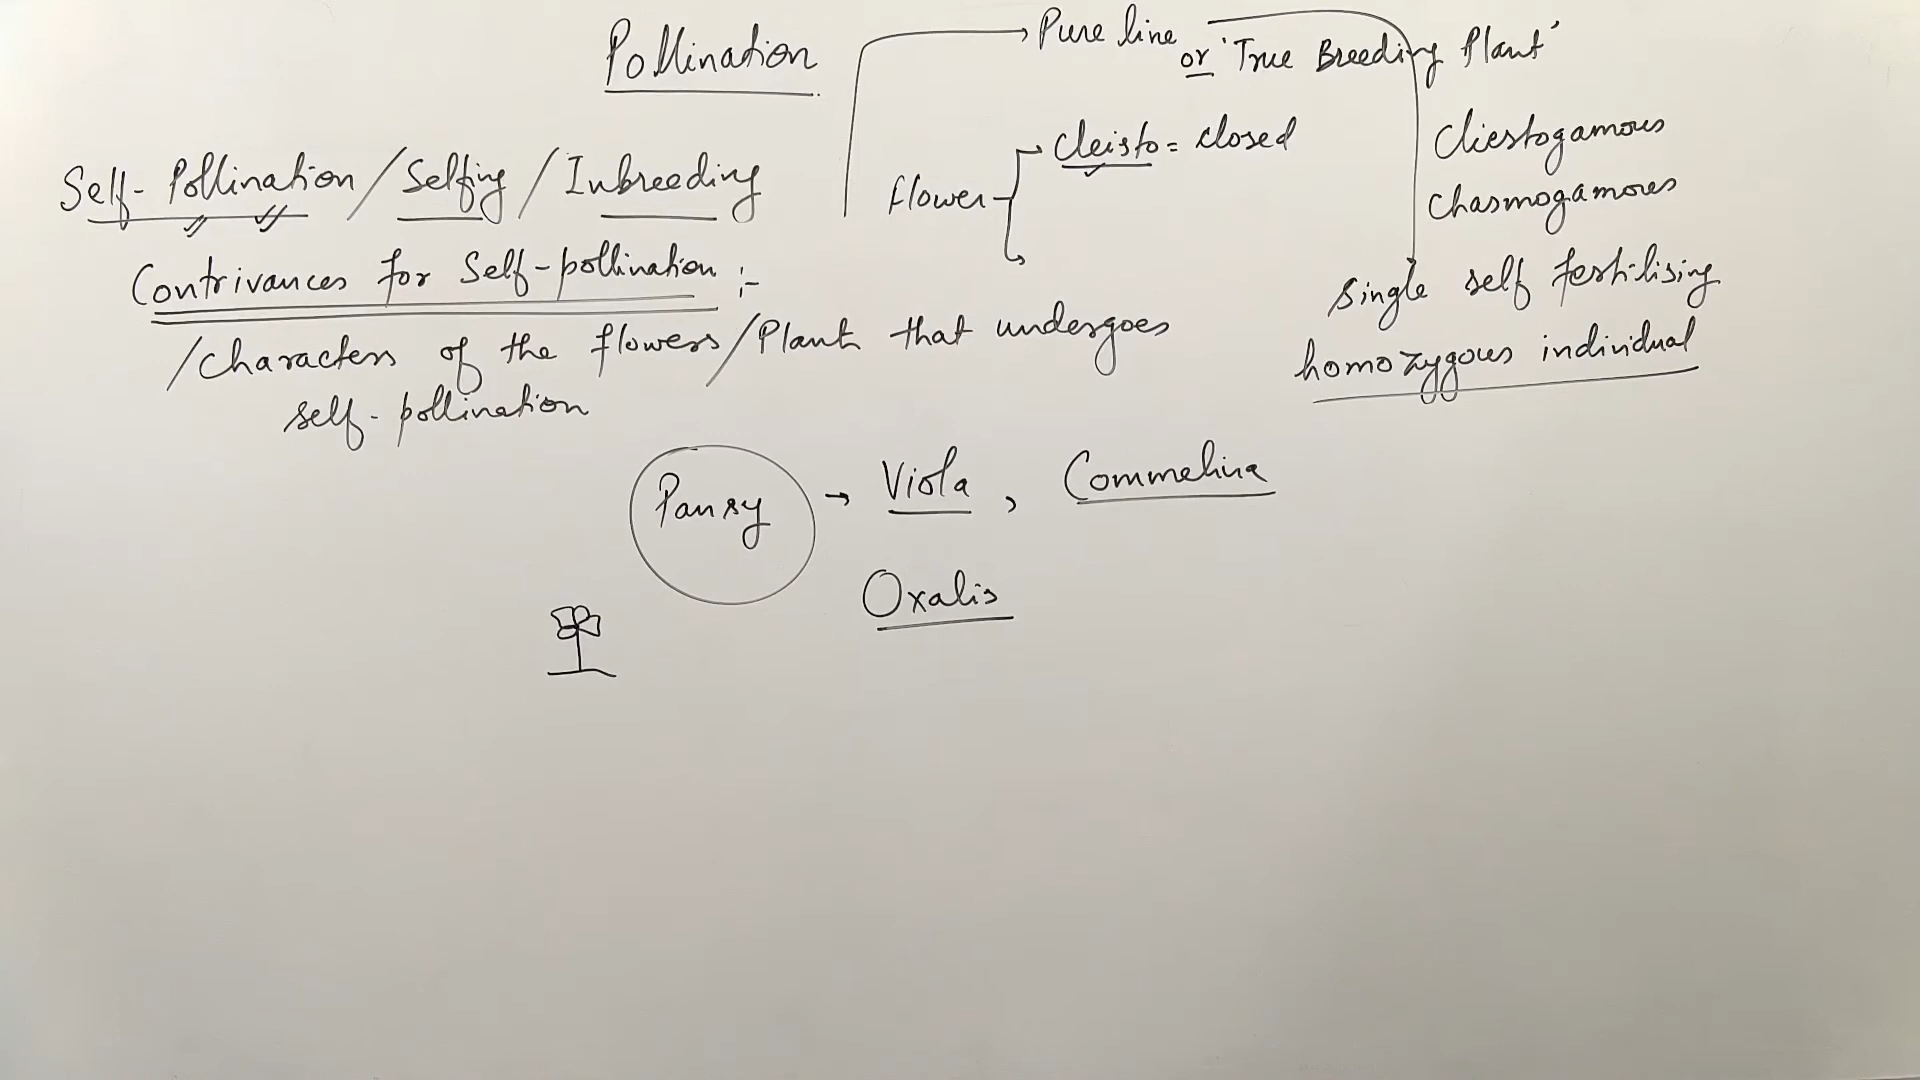 Pollination
Pure line
or 'True Breeding Plant'
Self-Pollination / Selfing / Inbreeding
flower
Cleisto = closed
Cliestogamous
Chasmogamous
Contrivances for Self-pollination :-
/Characters of the flowers/Plant that undergoes
self-pollination
single self fertilising
homozygous individual
Pansy → Viola, Commelina
Oxalis